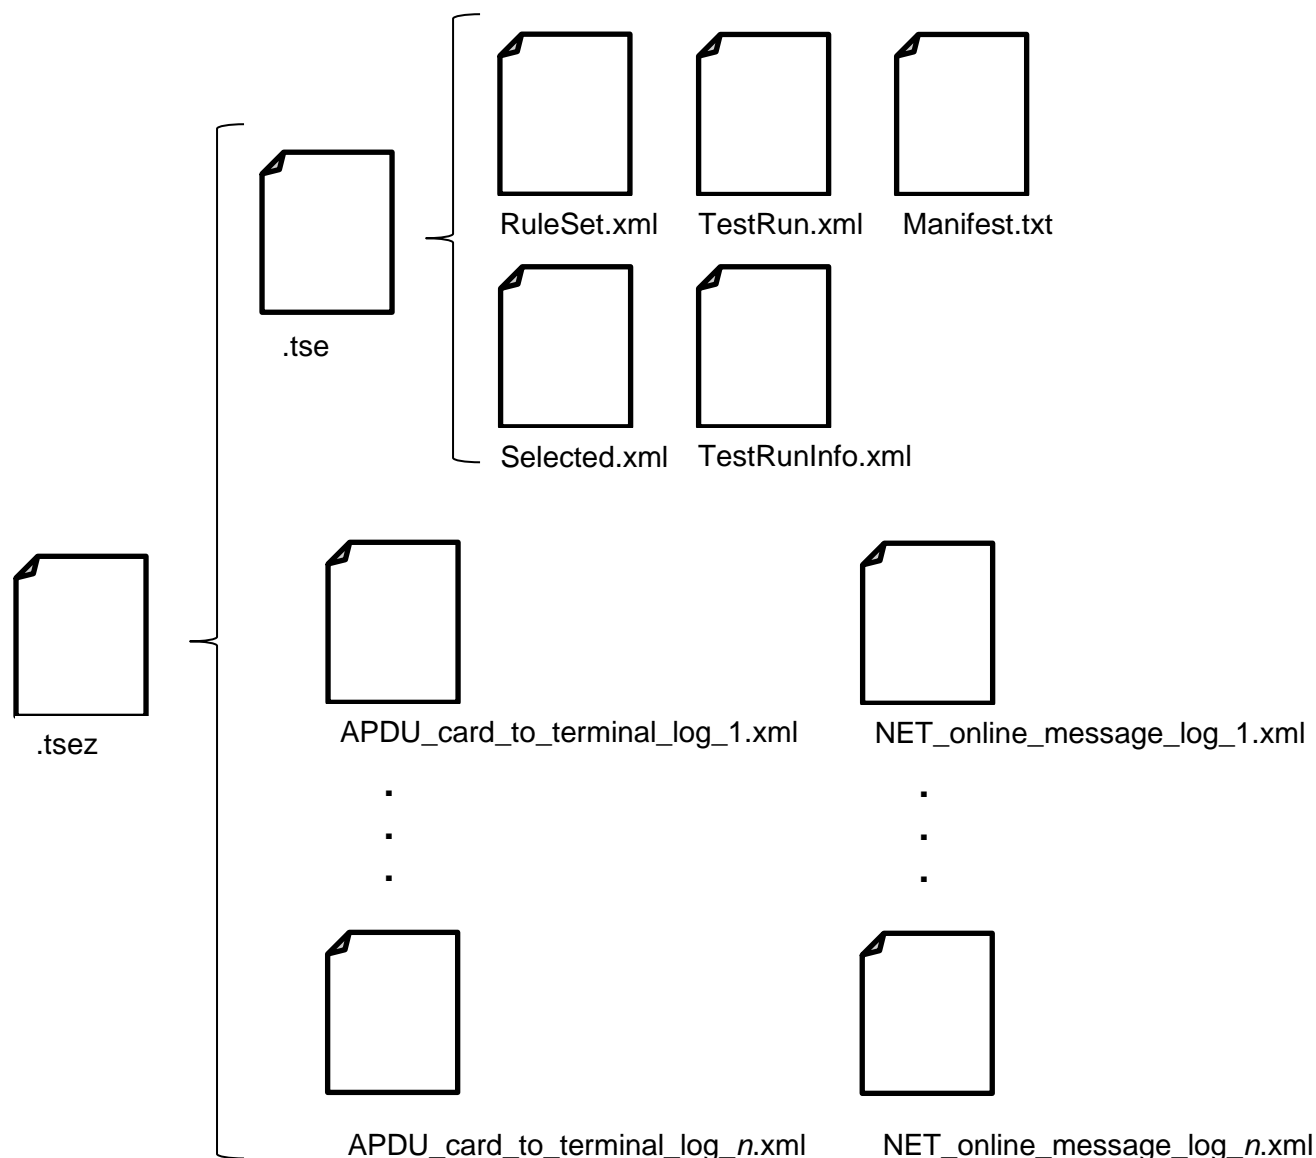 RuleSet.xml TestRun.xml Manifest.txt
.tse
Selected.xml TestRunInfo.xml
.tsez
APDU_card_to_terminal_log_1.xml NET_online_message_log_1.xml
APDU_card_to_terminal_log_n.xml NET_online_message_log_n.xml